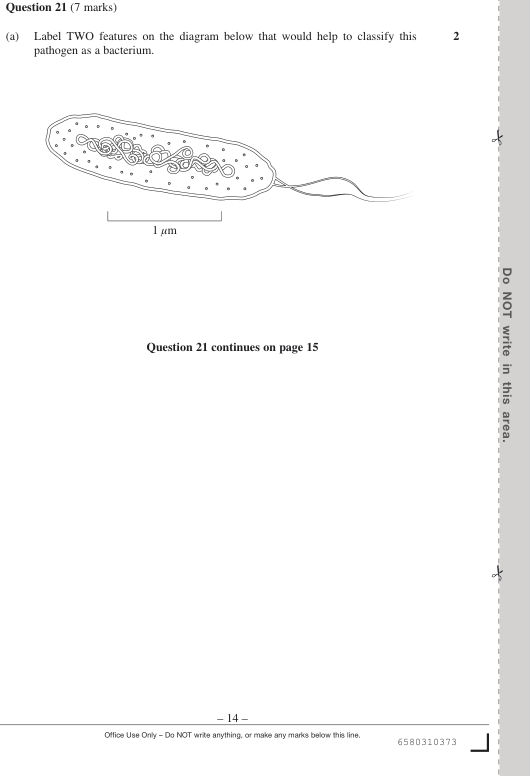 Question 21 (7 marks)
(a) Label TWO features on the diagram below that would help to classify this 2
pathogen as a bacterium.
1 μm
Question 21 continues on page 15
Do NOT write in this area.
– 14 –
Office Use Only – Do NOT write anything, or make any marks below this line.
6580310373